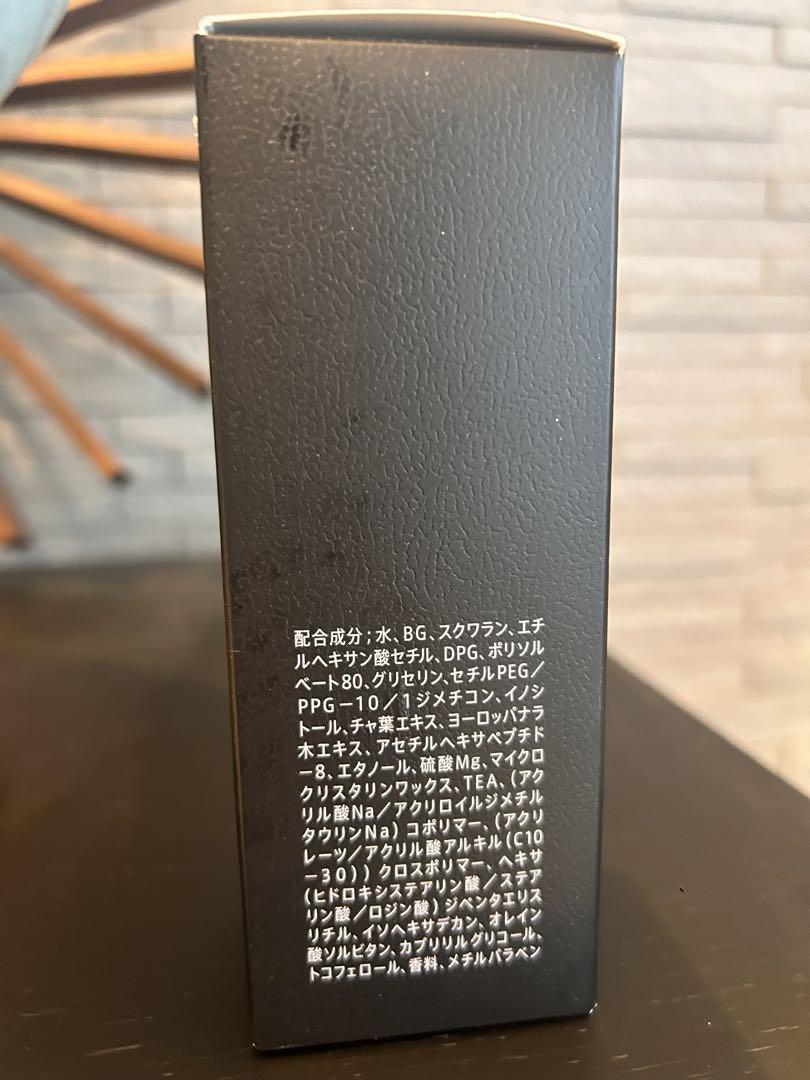 配合成分;水、BG、スクワラン、エチ
ルヘキサン酸セチル、DPG、ポリソル
ベート80、グリセリン、セチルPEG/
PPG-10/1ジメチコン、イノシ
トール、チャ葉エキス、ヨーロッパナラ
木エキス、アセチルヘキサペプチド
-8、エタノール、硫酸Mg、マイクロ
クリスタリンワックス、TEA、(アク
リル酸Na/アクリロイルジメチル
タウリンNa)コポリマー、(アクリ
レーツ/アクリル酸アルキル(C10
-30))クロスポリマー、ヘキサ
(ヒドロキシステアリン酸/ステア
リン酸/ロジン酸)ジペンタエリス
リチル、イソヘキサデカン、オレイン
酸ソルビタン、カプリリルグリコール、
トコフェロール、香料、メチルパラベン